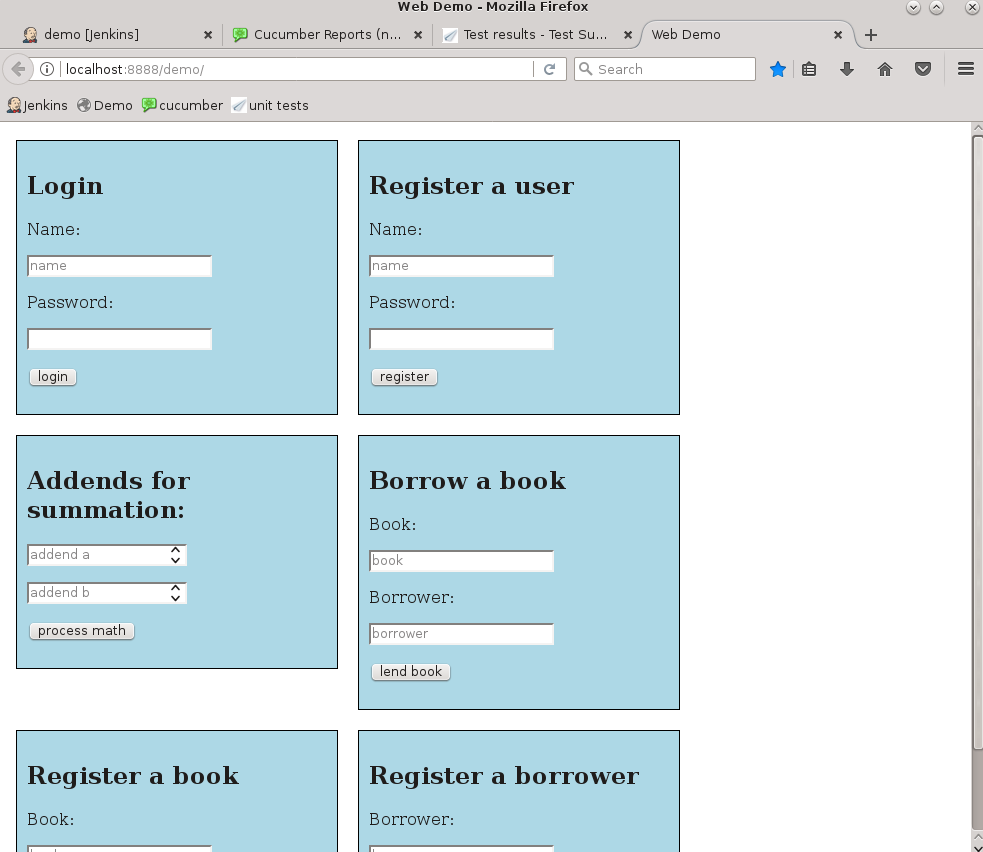 Web Demo - Mozilla Firefox
demo [Jenkins]
Cucumber Reports (n...
Test results - Test Su...
Web Demo
localhost:8888/demo/
Search
Jenkins
Demo
cucumber
unit tests
Login
Name:
name
Password:
login
Register a user
Name:
name
Password:
register
Addends for
summation:
addend a
addend b
process math
Borrow a book
Book:
book
Borrower:
borrower
lend book
Register a book
Book:
Register a borrower
Borrower: